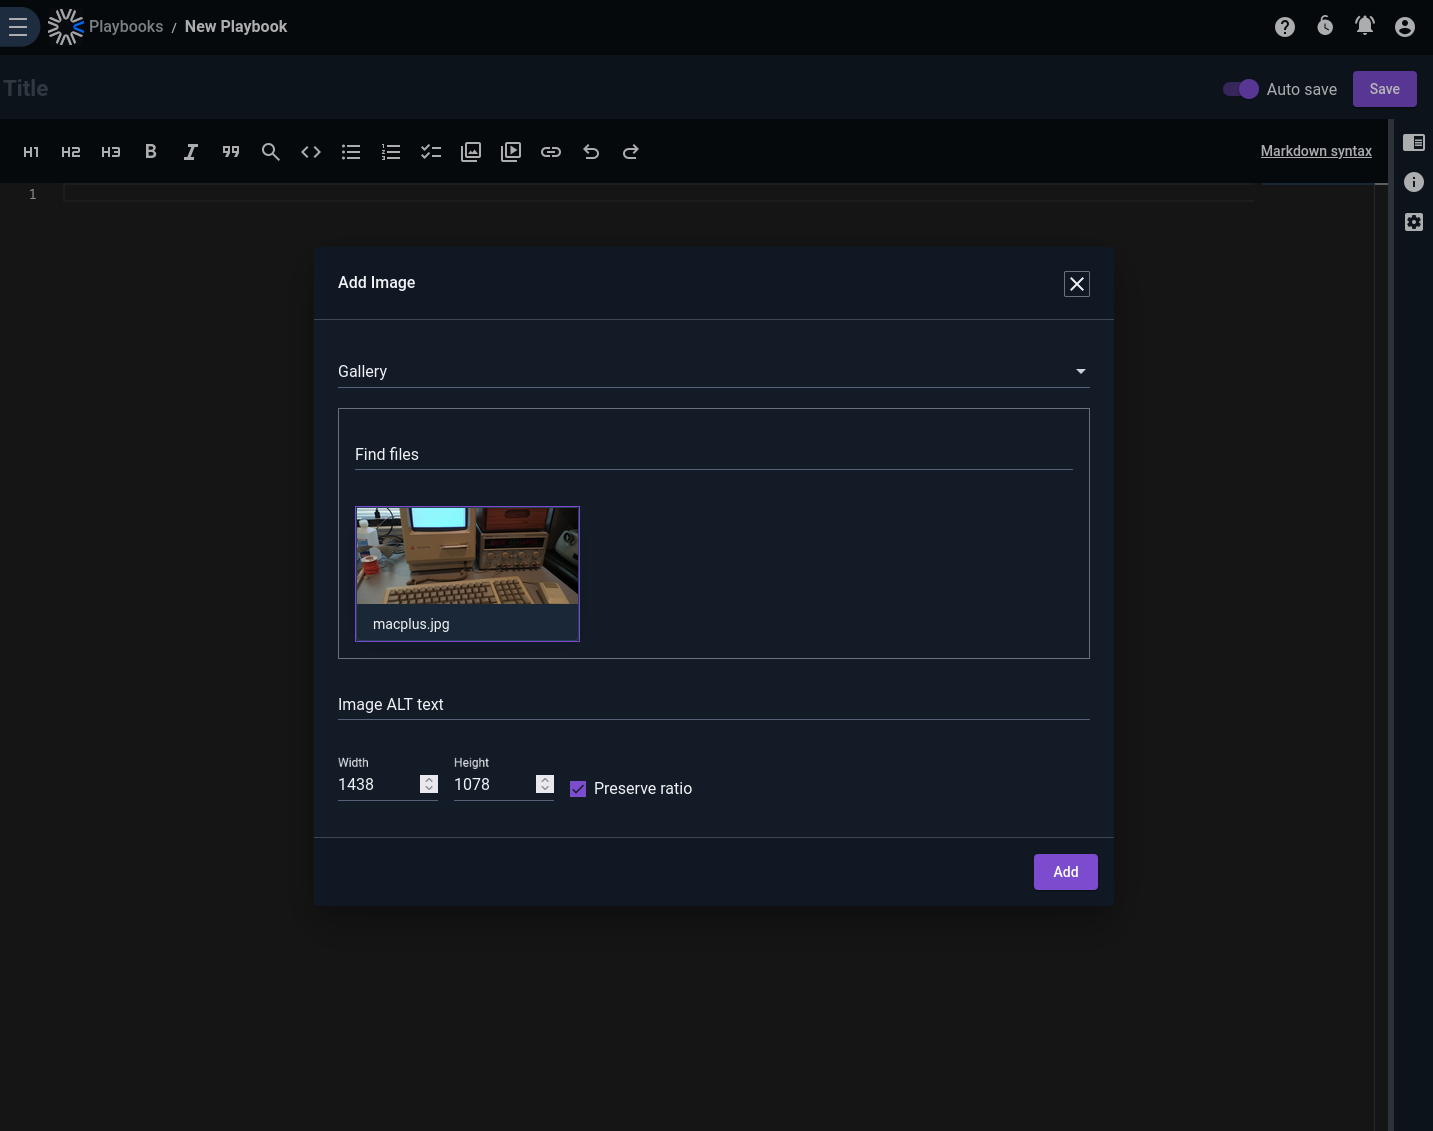 Playbooks / New Playbook
Title
Auto save
Save
H1 H2 H3 B I
Markdown syntax
1
Add Image
Gallery
Find files
macplus.jpg
Image ALT text
Width
1438
Height
1078
Preserve ratio
Add